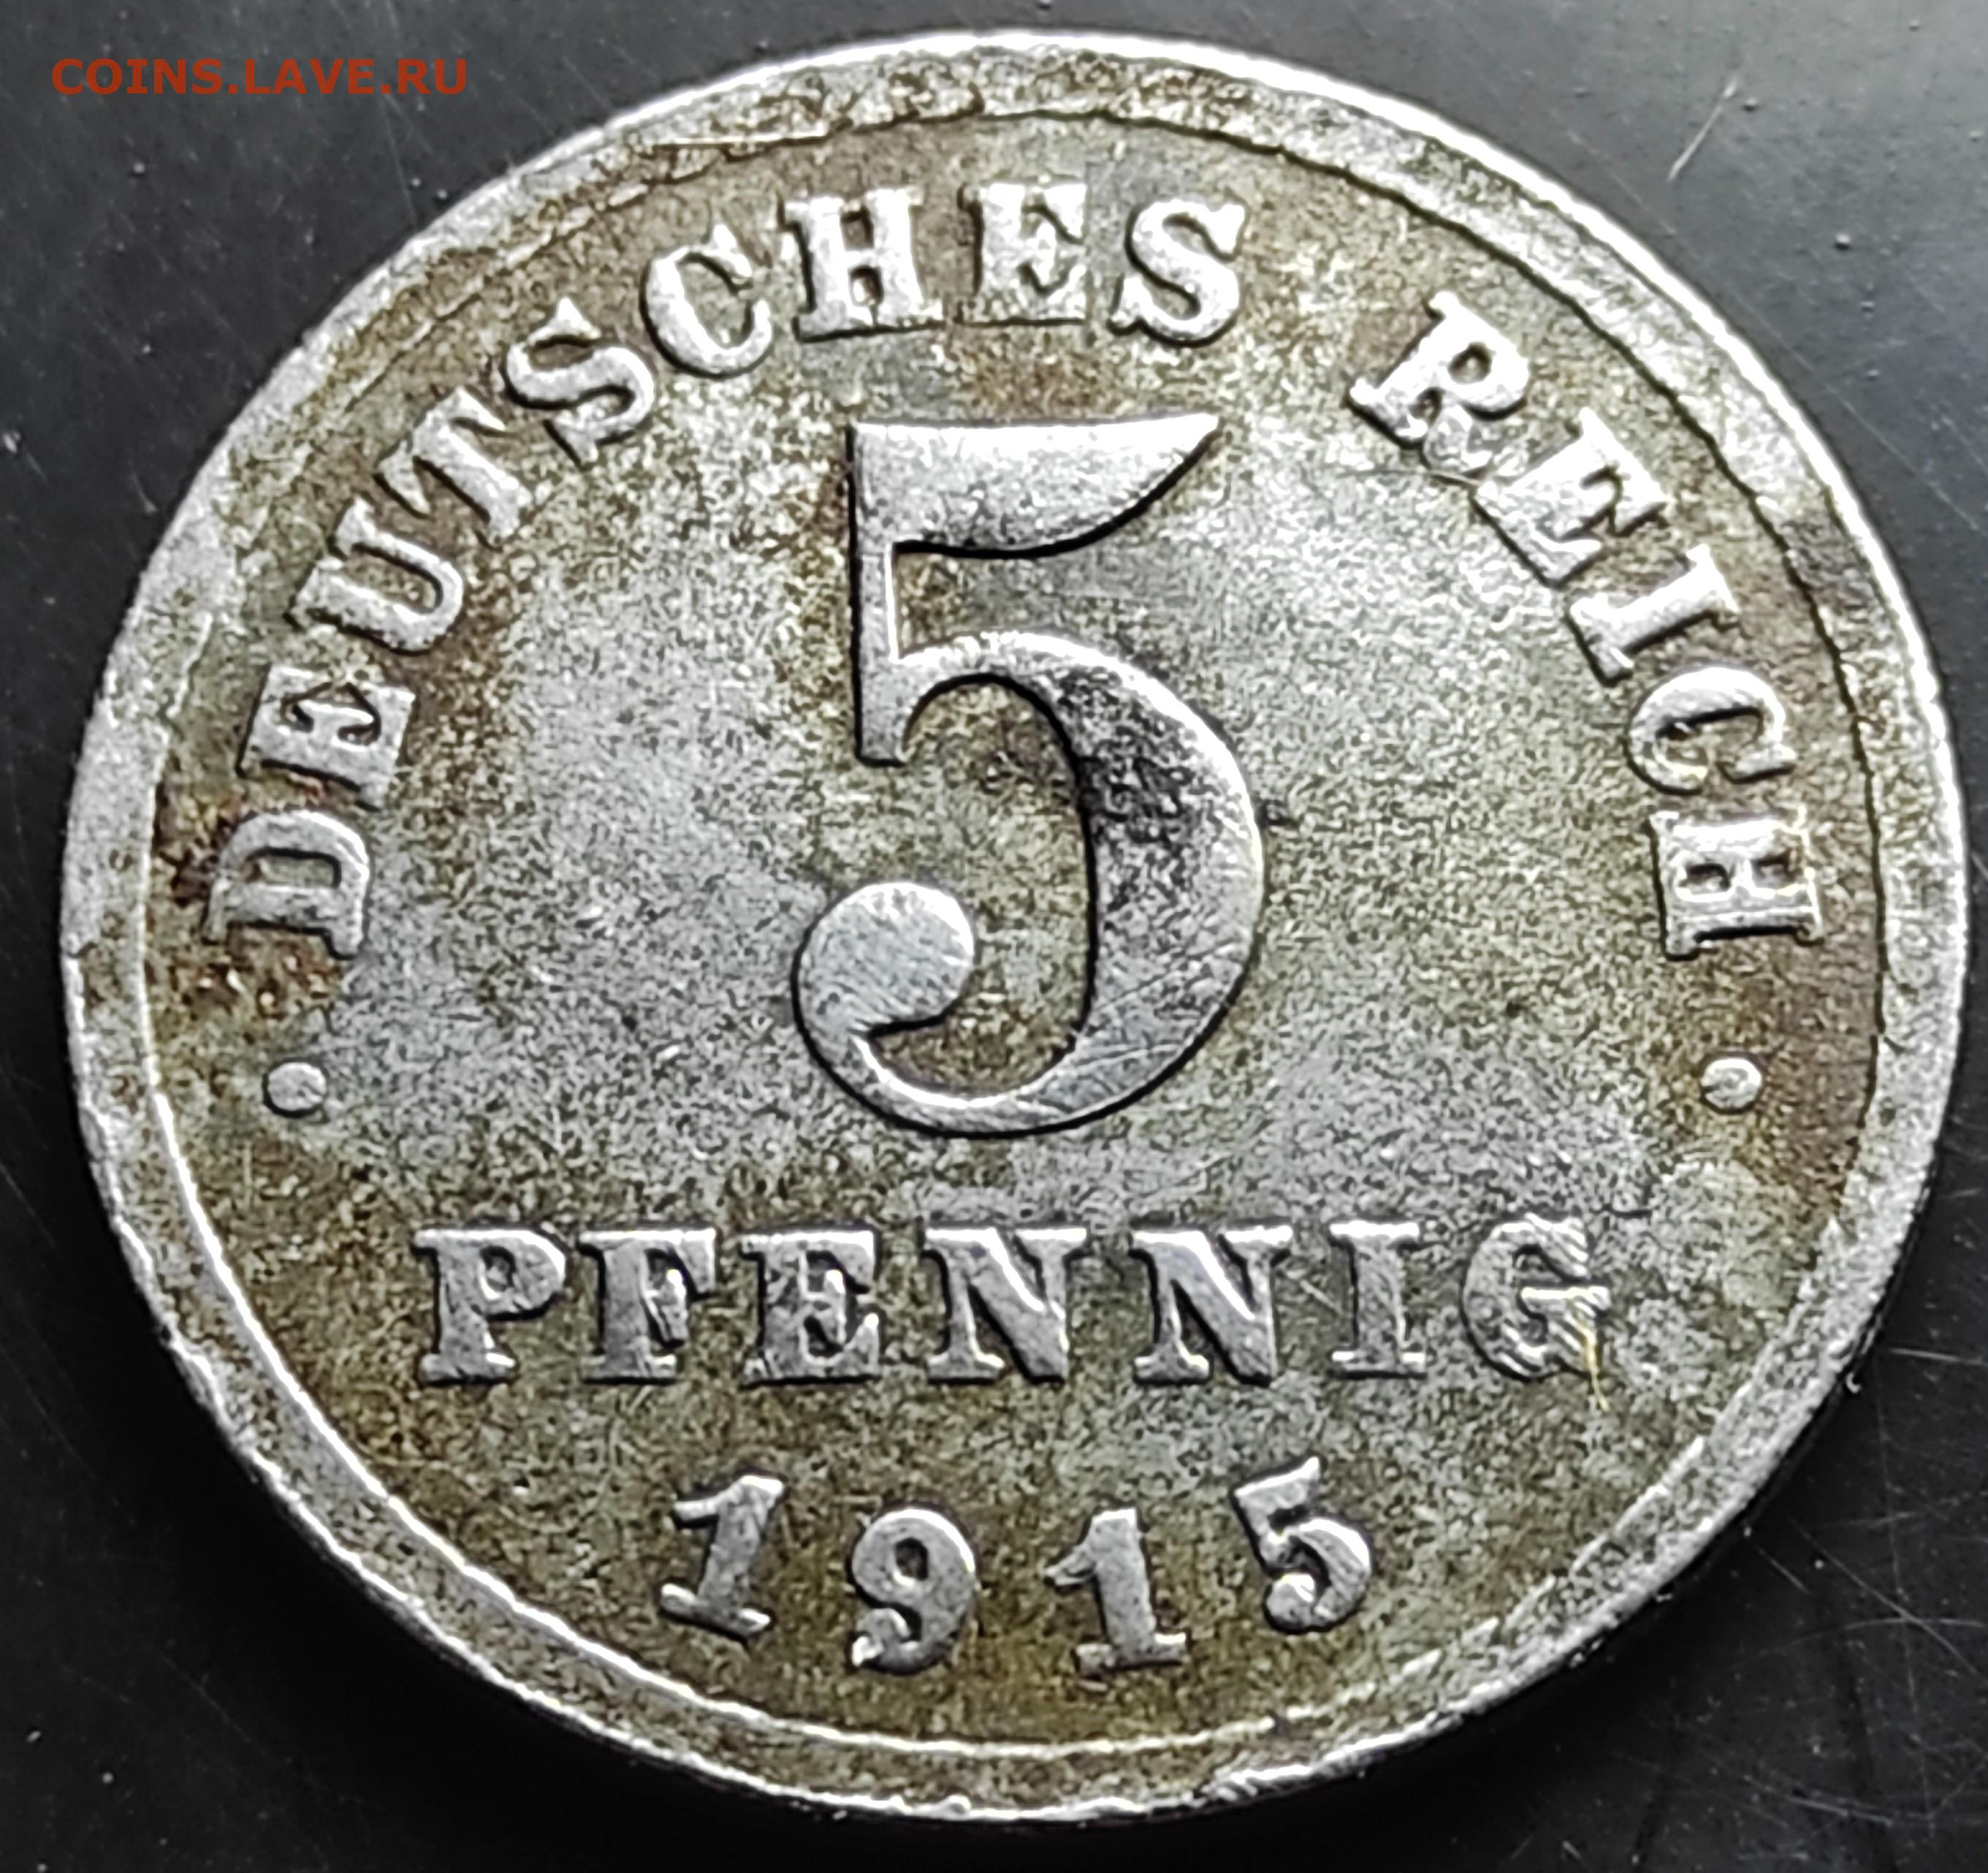 COINS.LAVE.RU
DEUTSCHES REICH
5
PFENNIG
1915